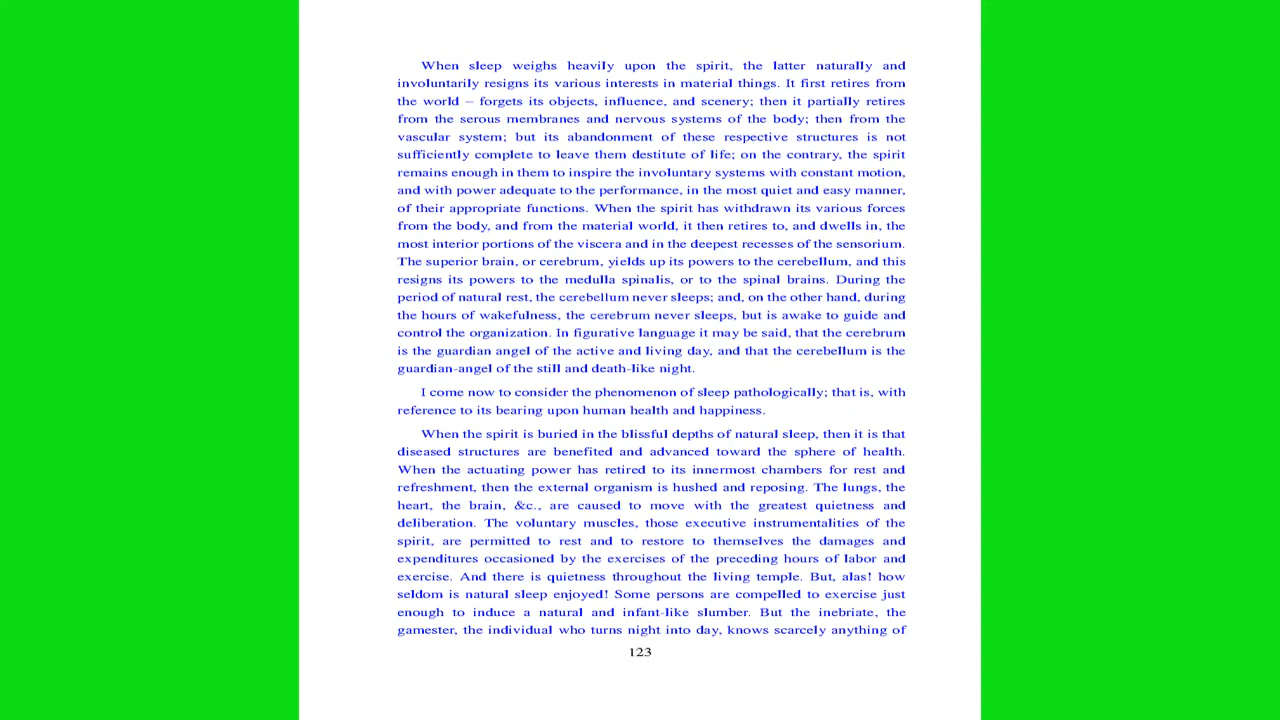 When sleep weighs heavily upon the spirit, the latter naturally and
involuntarily resigns its various interests in material things. It first retires from
the world – forgets its objects, influence, and scenery; then it partially retires
from the serous membranes and nervous systems of the body; then from the
vascular system; but its abandonment of these respective structures is not
sufficiently complete to leave them destitute of life; on the contrary, the spirit
remains enough in them to inspire the involuntary systems with constant motion,
and with power adequate to the performance, in the most quiet and easy manner,
of their appropriate functions. When the spirit has withdrawn its various forces
from the body, and from the material world, it then retires to, and dwells in, the
most interior portions of the viscera and in the deepest recesses of the sensorium.
The superior brain, or cerebrum, yields up its powers to the cerebellum, and this
resigns its powers to the medulla spinalis, or to the spinal brains. During the
period of natural rest, the cerebellum never sleeps; and, on the other hand, during
the hours of wakefulness, the cerebrum never sleeps, but is awake to guide and
control the organization. In figurative language it may be said, that the cerebrum
is the guardian angel of the active and living day, and that the cerebellum is the
guardian-angel of the still and death-like night.
I come now to consider the phenomenon of sleep pathologically; that is, with
reference to its bearing upon human health and happiness.
When the spirit is buried in the blissful depths of natural sleep, then it is that
diseased structures are benefited and advanced toward the sphere of health.
When the actuating power has retired to its innermost chambers for rest and
refreshment, then the external organism is hushed and reposing. The lungs, the
heart, the brain, &c., are caused to move with the greatest quietness and
deliberation. The voluntary muscles, those executive instrumentalities of the
spirit, are permitted to rest and to restore to themselves the damages and
expenditures occasioned by the exercises of the preceding hours of labor and
exercise. And there is quietness throughout the living temple. But, alas! how
seldom is natural sleep enjoyed! Some persons are compelled to exercise just
enough to induce a natural and infant-like slumber. But the inebriate, the
gamester, the individual who turns night into day, knows scarcely anything of
123